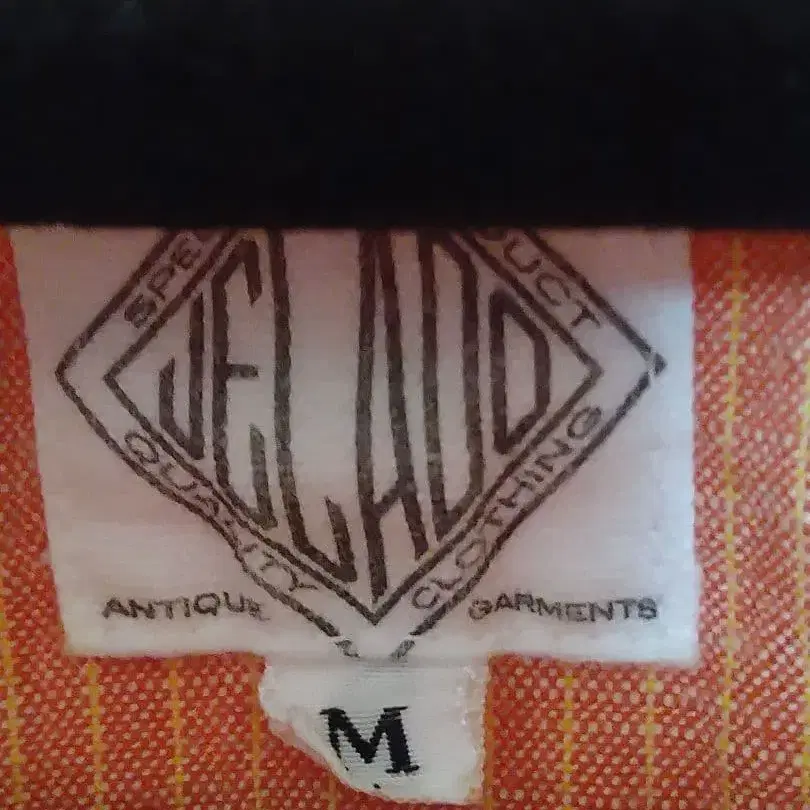 SPE
DUCT
JELADO
QUALITY
CLOTHING
ANTIQUE
GARMENTS
M